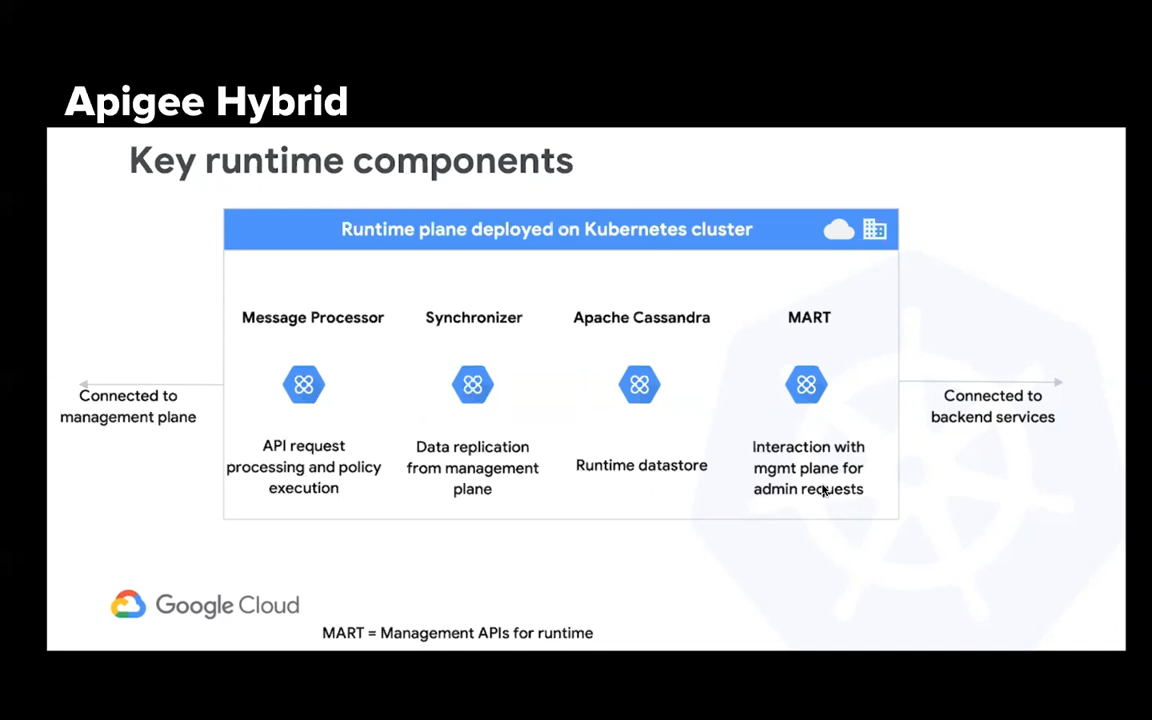 Apigee Hybrid
Key runtime components
Runtime plane deployed on Kubernetes cluster
Message Processor
Synchronizer
Apache Cassandra
MART
Connected to
management plane
Connected to
backend services
API request
processing and policy
execution
Data replication
from management
plane
Runtime datastore
Interaction with
mgmt plane for
admin requests
Google Cloud
MART = Management APIs for runtime